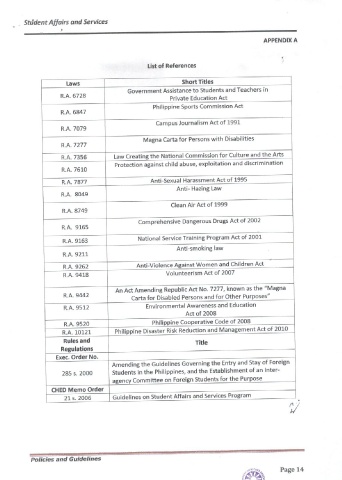 Student Affairs and Services
APPENDIX A
List of References
Laws Short Titles
R.A. 6728 Government Assistance to Students and Teachers in
Private Education Act
R.A. 6847 Philippine Sports Commission Act
R.A. 7079 Campus Journalism Act of 1991
R.A. 7277 Magna Carta for Persons with Disabilities
R.A. 7356 Law Creating the National Commission for Culture and the Arts
R.A. 7610 Protection against child abuse, exploitation and discrimination
R.A. 7877 Anti-Sexual Harassment Act of 1995
R.A. 8049 Anti- Hazing Law
R.A. 8749 Clean Air Act of 1999
R.A. 9165 Comprehensive Dangerous Drugs Act of 2002
R.A. 9163 National Service Training Program Act of 2001
R.A. 9211 Anti-smoking law
R.A. 9262 Anti-Violence Against Women and Children Act
R.A. 9418 Volunteerism Act of 2007
R.A. 9442 An Act Amending Republic Act No. 7277, known as the "Magna
Carta for Disabled Persons and for Other Purposes"
R.A. 9512 Environmental Awareness and Education
Act of 2008
R.A. 9520 Philippine Cooperative Code of 2008
R.A. 10121 Philippine Disaster Risk Reduction and Management Act of 2010
Rules and
Regulations Title
Exec. Order No.
285 s. 2000 Amending the Guidelines Governing the Entry and Stay of Foreign
Students in the Philippines, and the Establishment of an Inter-
agency Committee on Foreign Students for the Purpose
CHED Memo Order
21 s. 2006 Guidelines on Student Affairs and Services Program
Policies and Guidelines
Page 14